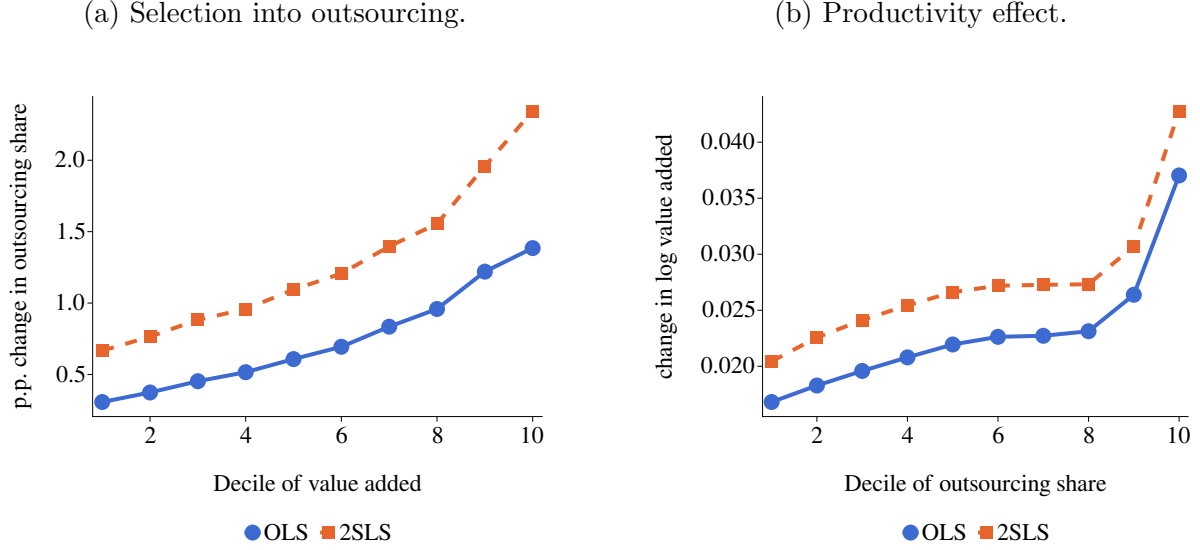 (a) Selection into outsourcing.
p.p. change in outsourcing share
2.0
1.5
1.0
0.5
2 4 6 8 10
Decile of value added
OLS 2SLS
(b) Productivity effect.
change in log value added
0.040
0.035
0.030
0.025
0.020
2 4 6 8 10
Decile of outsourcing share
OLS 2SLS